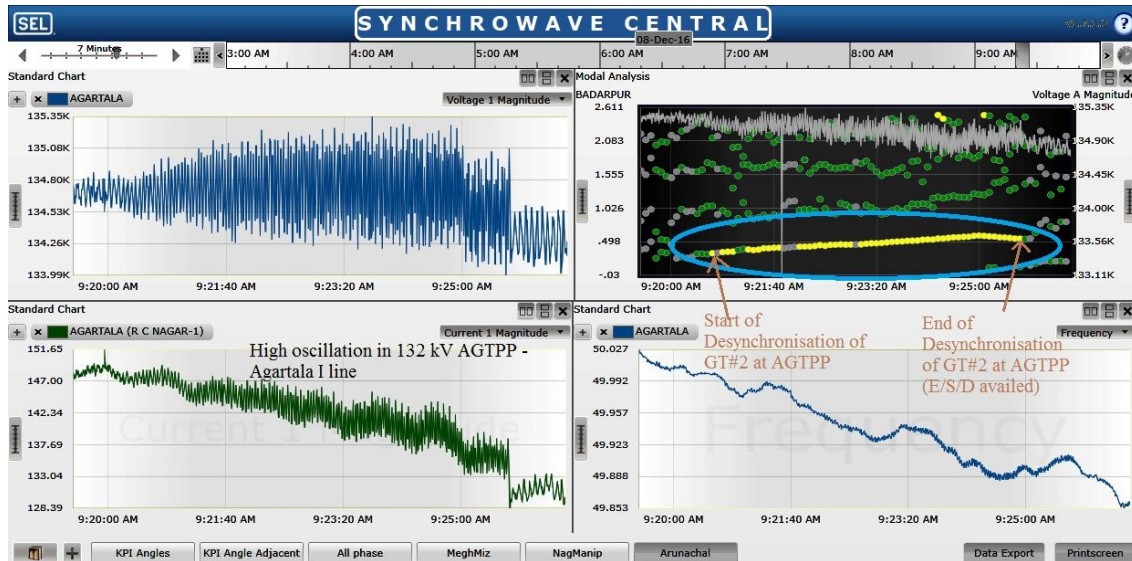 SEL
SYNCHROWAVE CENTRAL
?
7 Minutes
08-Dec-16
3:00 AM 4:00 AM 5:00 AM 6:00 AM 7:00 AM 8:00 AM 9:00 AM
Standard Chart
AGARTALA
Voltage 1 Magnitude
135.35K
135.08K
134.80K
134.53K
134.26K
133.99K
9:20:00 AM 9:21:40 AM 9:23:20 AM 9:25:00 AM
Modal Analysis
BADARPUR
Voltage A Magnitude
2.611 135.35K
2.083 134.90K
1.555 134.45K
1.026 134.00K
.498 133.56K
-.03 133.11K
9:20:00 AM 9:21:40 AM 9:23:20 AM 9:25:00 AM
Standard Chart
AGARTALA (R C NAGAR-1)
Current 1 Magnitude
High oscillation in 132 kV AGTPP -
Agartala I line
Current 1 Magnitude
151.65
147.00
142.34
137.69
133.04
128.39
9:20:00 AM 9:21:40 AM 9:23:20 AM 9:25:00 AM
Standard Chart
AGARTALA
Frequency
Start of
Desynchronisation of
GT#2 at AGTPP
End of
Desynchronisation
of GT#2 at AGTPP
(E/S/D availed)
Frequency
50.027
49.992
49.957
49.923
49.888
49.853
9:20:00 AM 9:21:40 AM 9:23:20 AM 9:25:00 AM
KPI Angles
KPI Angle Adjacent
All phase
MeghMiz
NagManip
Arunachal
Data Export
Printscreen